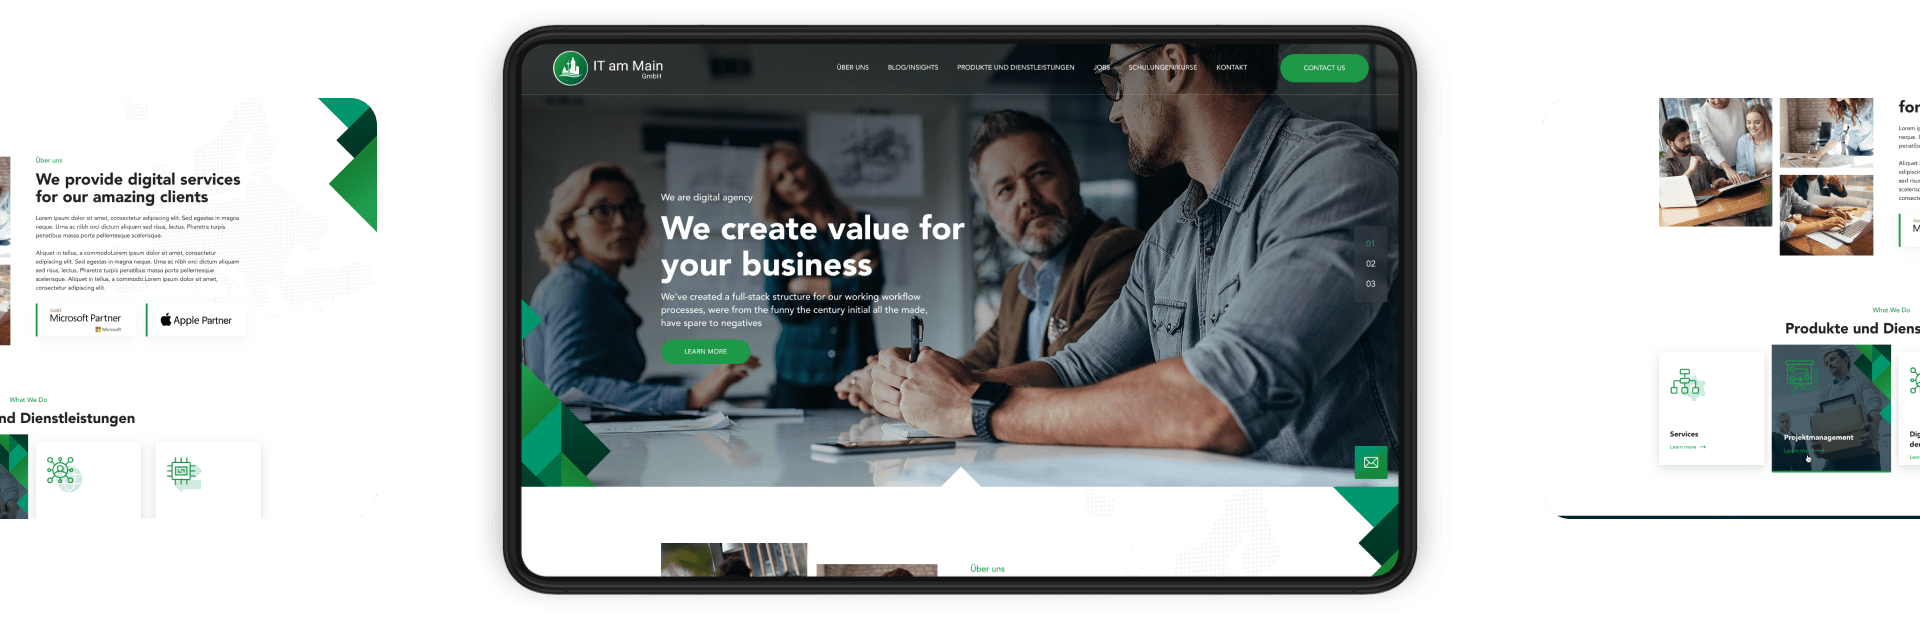 Über uns
We provide digital services
for our amazing clients
Lorem ipsum dolor sit amet, consectetur adipiscing elit. Sed egestas in magna
neque. Urna ac nibh orci dictum aliquam sed risus, lectus. Pharetra turpis
penatibus massa porta pellentesque scelerisque.
Aliquet in tellus, a commodoLorem ipsum dolor sit amet, consectetur
adipiscing elit. Sed egestas in magna neque. Urna ac nibh orci dictum aliquam
sed risus, lectus. Pharetra turpis penatibus massa porta pellentesque
scelerisque. Aliquet in tellus, a commodo.Lorem ipsum dolor sit amet,
consectetur adipiscing elit.
Gold
Microsoft Partner
Microsoft
Apple Partner
What We Do
nd Dienstleistungen
IT am Main
GmbH
ÜBER UNS
BLOG/INSIGHTS
PRODUKTE UND DIENSTLEISTUNGEN
JOBS
SCHULUNGEN/KURSE
KONTAKT
CONTACT US
We are digital agency
We create value for
your business
We've created a full-stack structure for our working workflow
processes, were from the funny the century initial all the made,
have spare to negatives
LEARN MORE
01
02
03
Über uns
for
Lorem ip
neque. U
penatibu
Aliquet i
adipiscin
sed risus
scelerisq
consecte
Go
M
What We Do
Produkte und Diens
Services
Learn more →
Projektmanagement
Learn more →
Dig
der
Lear